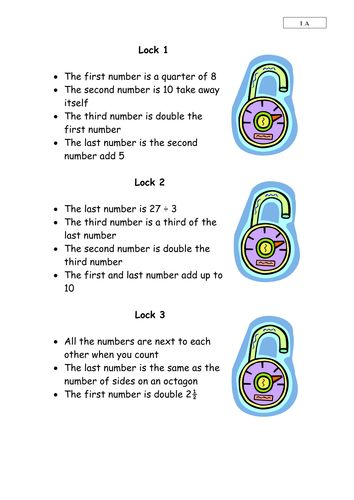 1A
Lock 1
• The first number is a quarter of 8
• The second number is 10 take away
itself
• The third number is double the
first number
• The last number is the second
number add 5
Lock 2
• The last number is 27 ÷ 3
• The third number is a third of the
last number
• The second number is double the
third number
• The first and last number add up to
10
Lock 3
• All the numbers are next to each
other when you count
• The last number is the same as the
number of sides on an octagon
• The first number is double 2½